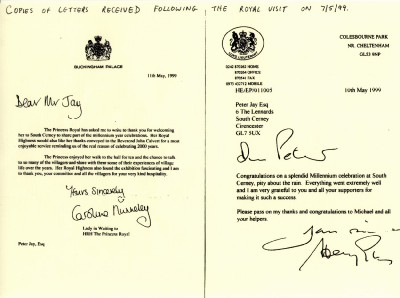 COPIES OF LETTERS RECEIVED FOLLOWING THE ROYAL VISIT ON 7/5/99.
BUCKINGHAM PALACE
11th May, 1999
Dear Mr Jay
The Princess Royal has asked me to write to thank you for welcoming
her to South Cerney to share part of the millennium year celebrations. Her Royal
Highness would also like her thanks conveyed to the Reverend John Calvert for a most
enjoyable service reminding us of the real reason of celebrating 2000 years.
The Princess enjoyed her walk to the hall for tea and the chance to talk
to so many of the villagers and share with them some of their experiences of village
life over the years. Her Royal Highness also found the exhibition fascinating and I am
to thank you, your committee and all the villagers for your very kind hospitality.
Yours Sincerely
Caroline
Lady in Waiting to
HRH The Princess Royal
Peter Jay, Esq
COLESBOURNE PARK
NR. CHELTENHAM
GL53 9NP
LORD LIEUTENANT
HOME
OFFICE
FAX
MOBILE
HE/EP/011005
10th May 1999
Peter Jay Esq
6 The Lennards
South Cerney
Cirencester
GL7 5UX
Peter
Congratulations on a splendid Millennium celebration at South
Cerney, pity about the rain. Everything went extremely well
and I am very grateful to you and all your supporters for
making it such a success
Please pass on my thanks and congratulations to Michael and all
your helpers.